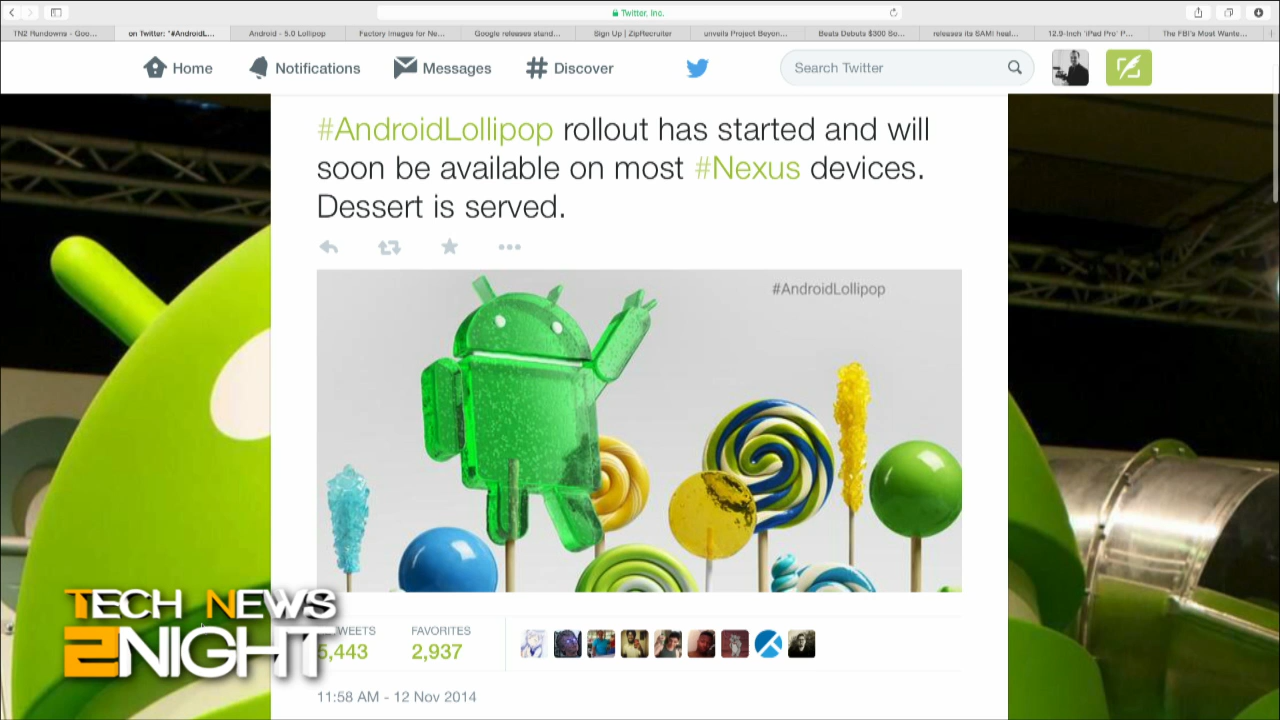 Twitter, Inc.
TN2 Rundowns - Goo...
on Twitter: "#AndroidL...
Android - 5.0 Lollipop
Factory Images for Ne...
Google releases stand...
Sign Up | ZipRecruiter
unveils Project Beyon...
Beats Debuts $300 So...
releases its SAMI heal...
12.9-Inch 'iPad Pro' P...
The FBI's Most Wante...
Home
Notifications
Messages
Discover
Search Twitter
#AndroidLollipop rollout has started and will
soon be available on most #Nexus devices.
Dessert is served.
#AndroidLollipop
TECH NEWS
2NIGHT
WEETS
FAVORITES
5,443
2,937
11:58 AM - 12 Nov 2014